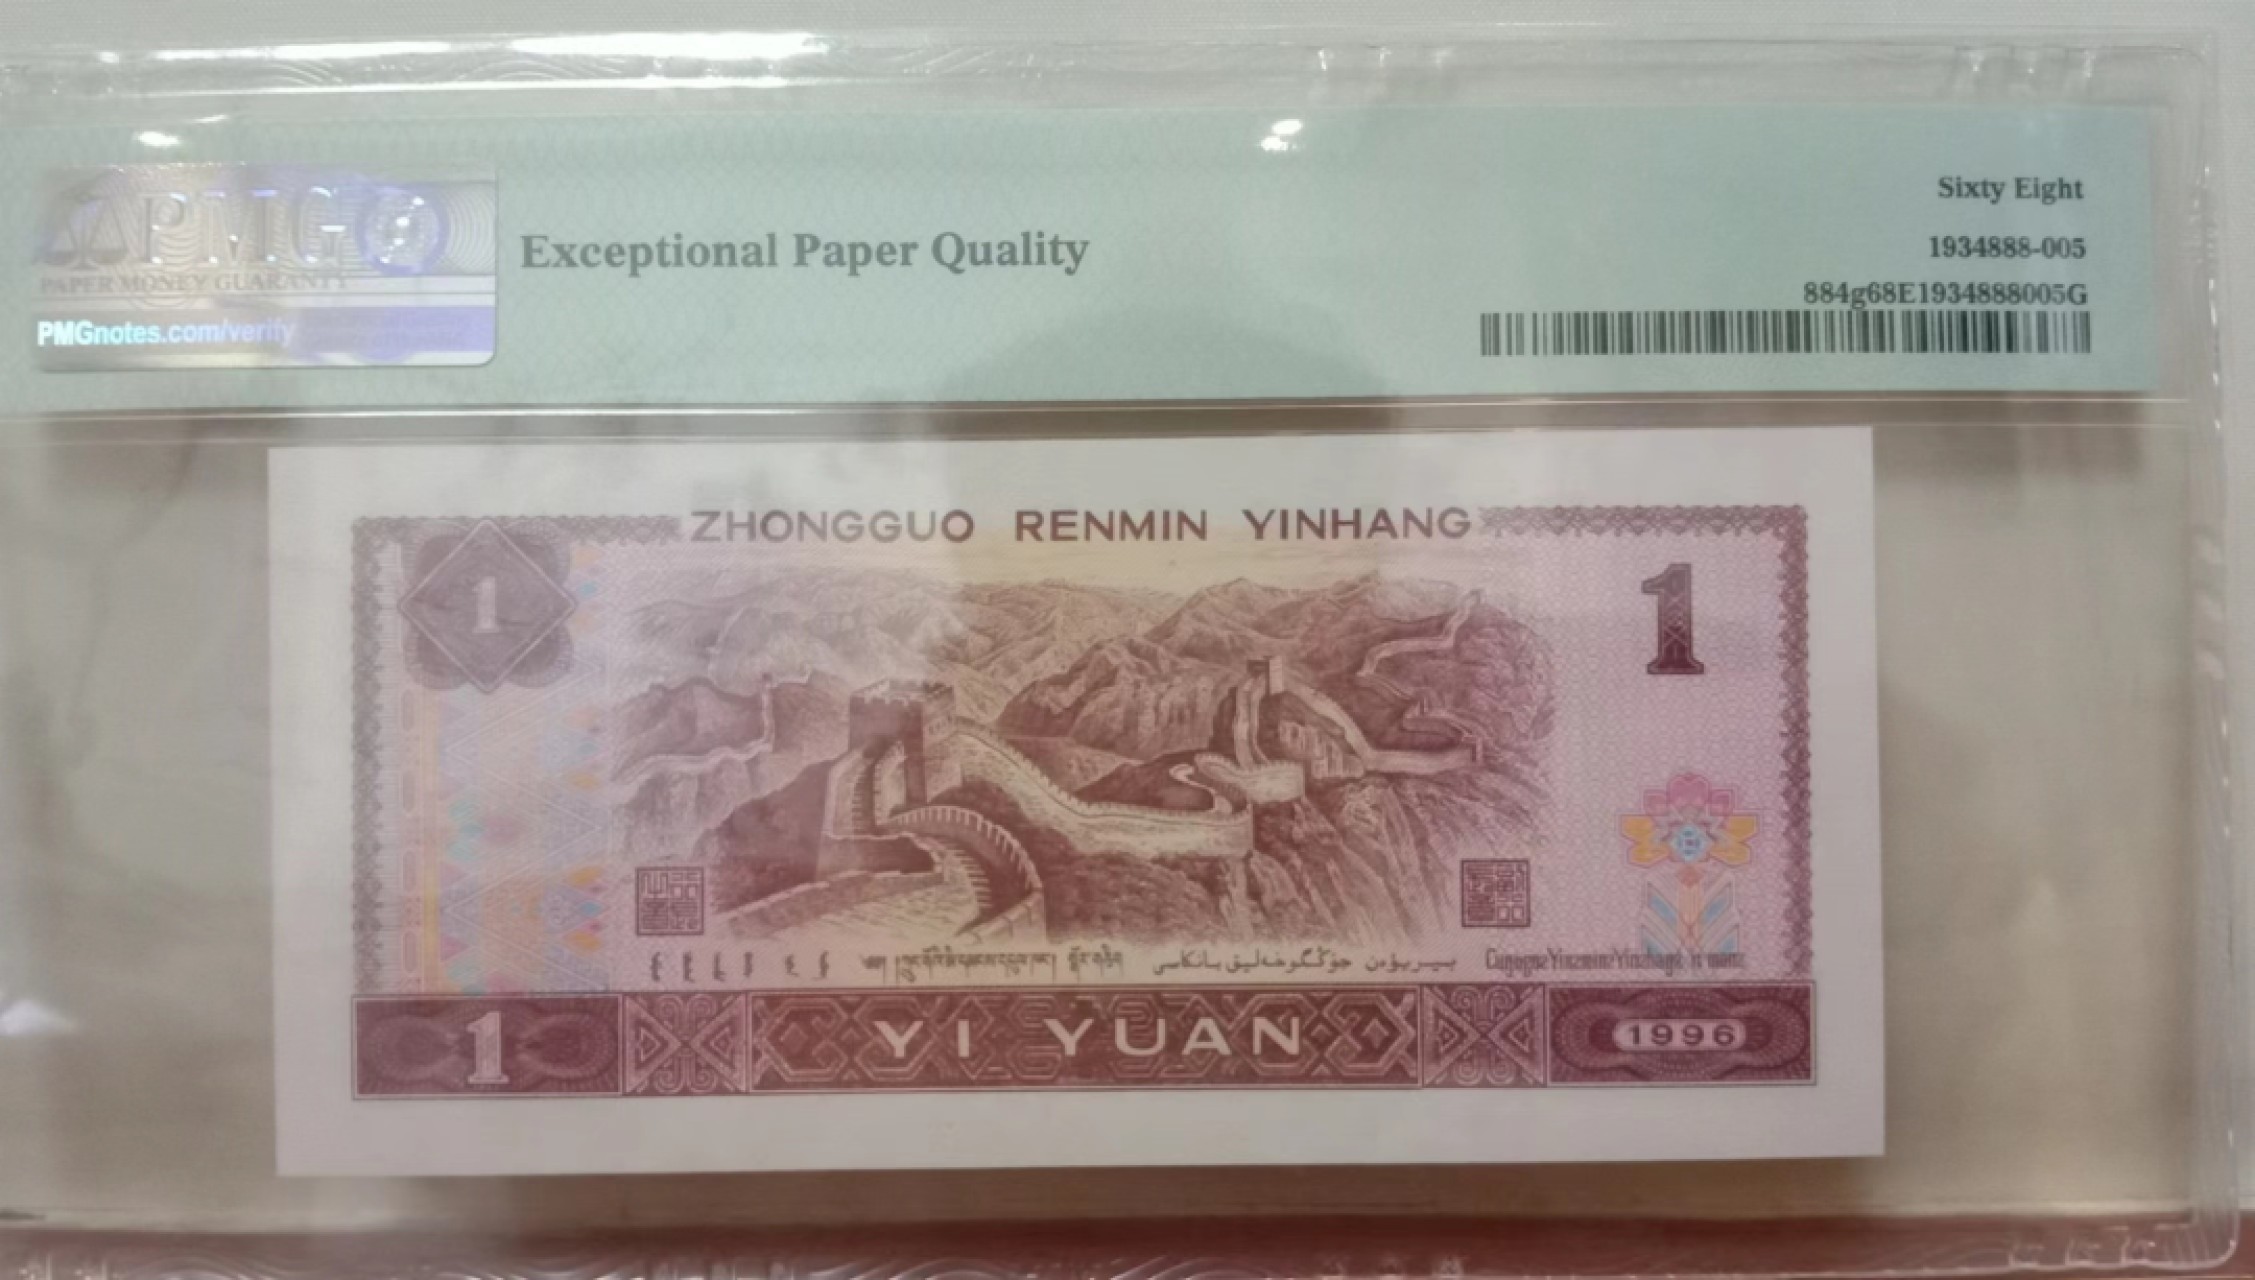 PMG
PAPER MONEY GUARANTY
PMGnotes.com/verify
Exceptional Paper Quality
Sixty Eight
1934888-005
884g68E1934888005G
ZHONGGUO RENMIN YINHANG
1
1
1
YI YUAN
1996